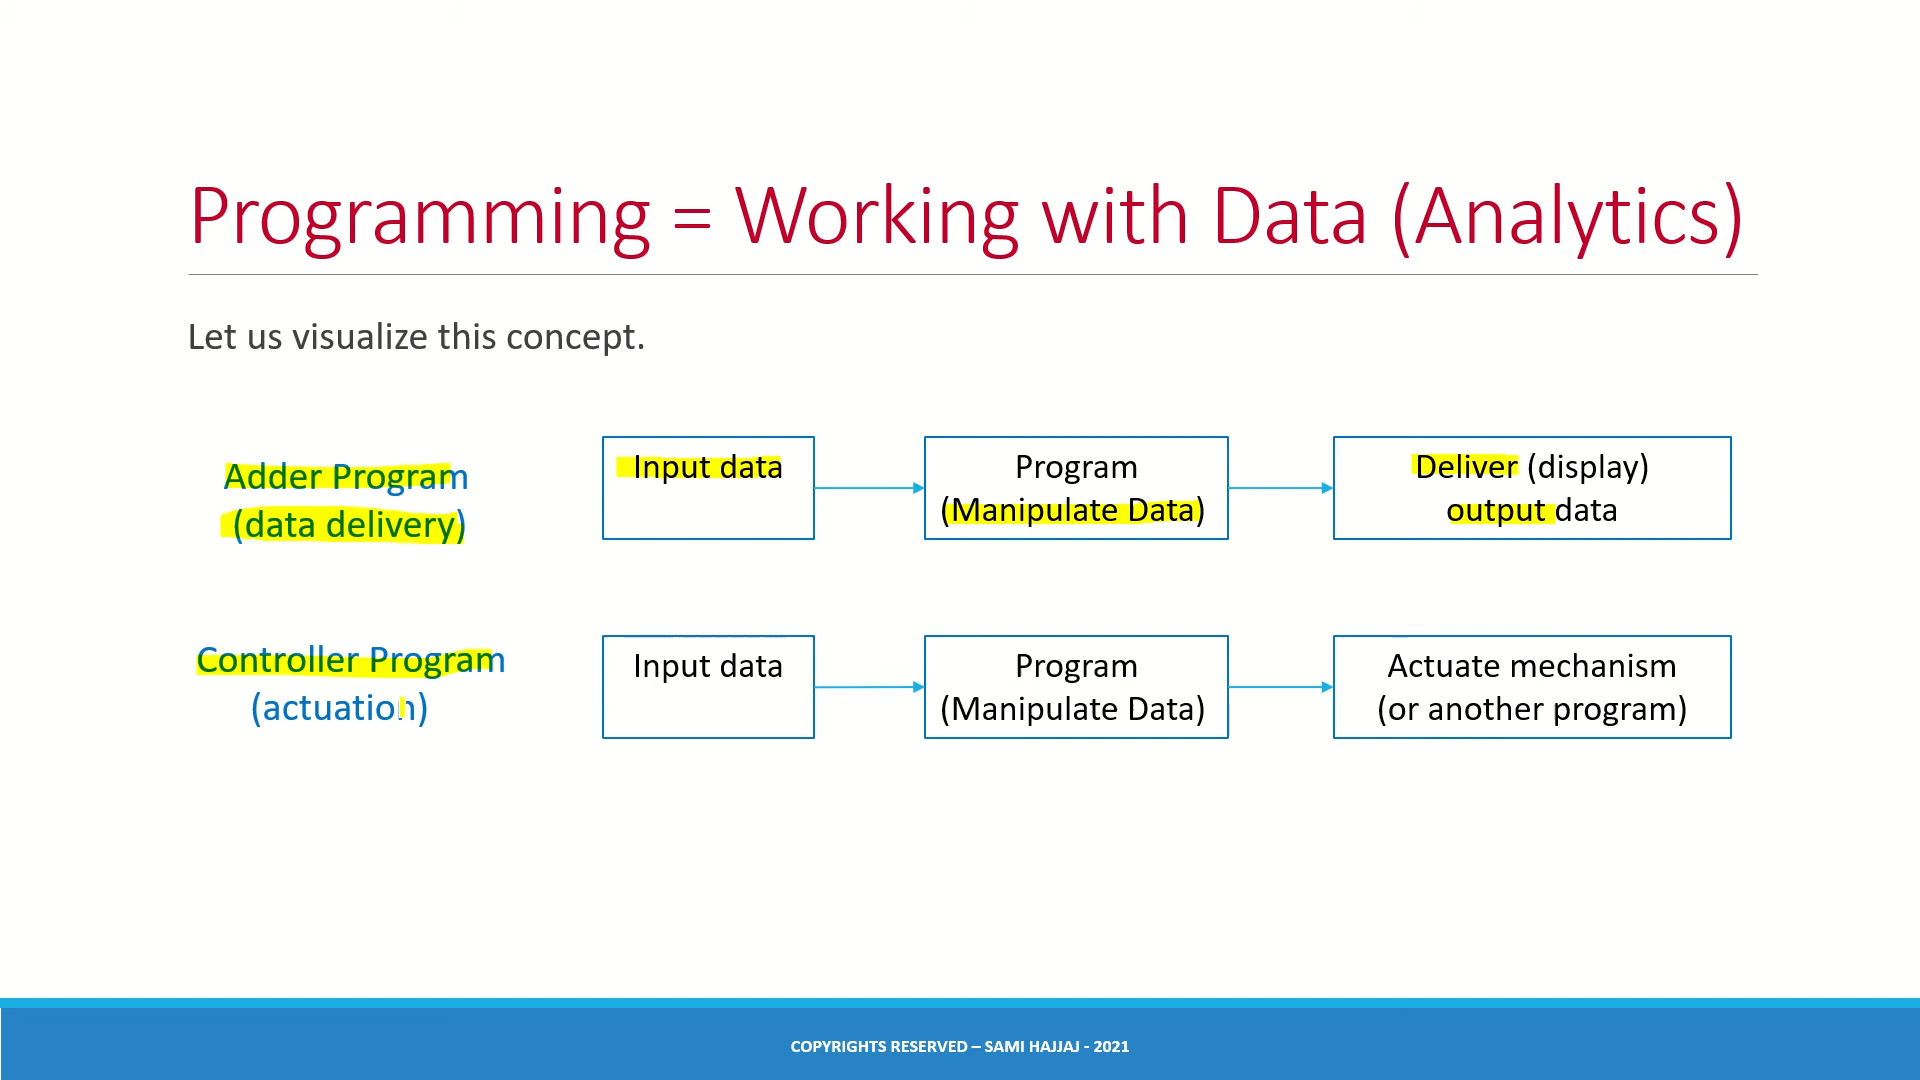 Programming = Working with Data (Analytics)
Let us visualize this concept.
Adder Program
(data delivery)
Input data
Program
(Manipulate Data)
Deliver (display)
output data
Controller Program
(actuation)
Input data
Program
(Manipulate Data)
Actuate mechanism
(or another program)
COPYRIGHTS RESERVED – SAMI HAJJAJ - 2021